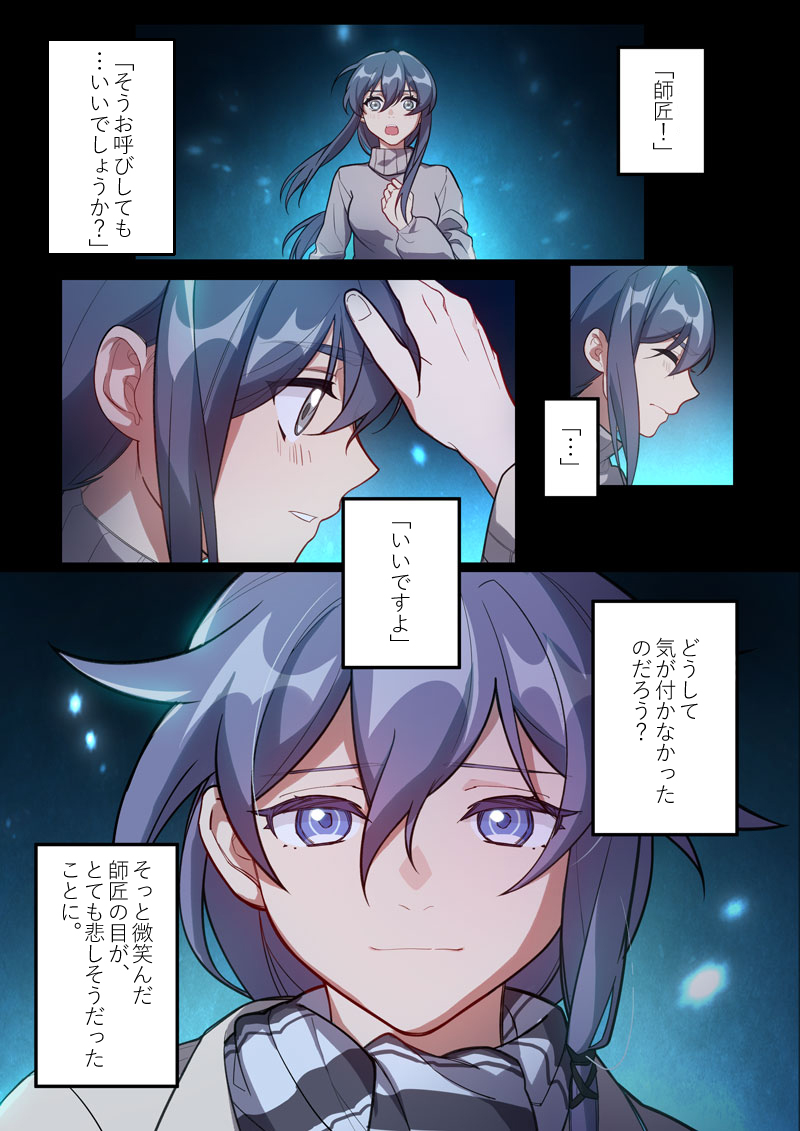 「師匠！」
「そうお呼びしても
…いいでしょうか？」
「…」
「いいですよ」
どうして
気が付かなかった
のだろう？
そっと微笑んだ
師匠の目が、
とても悲しそうだった
ことに。